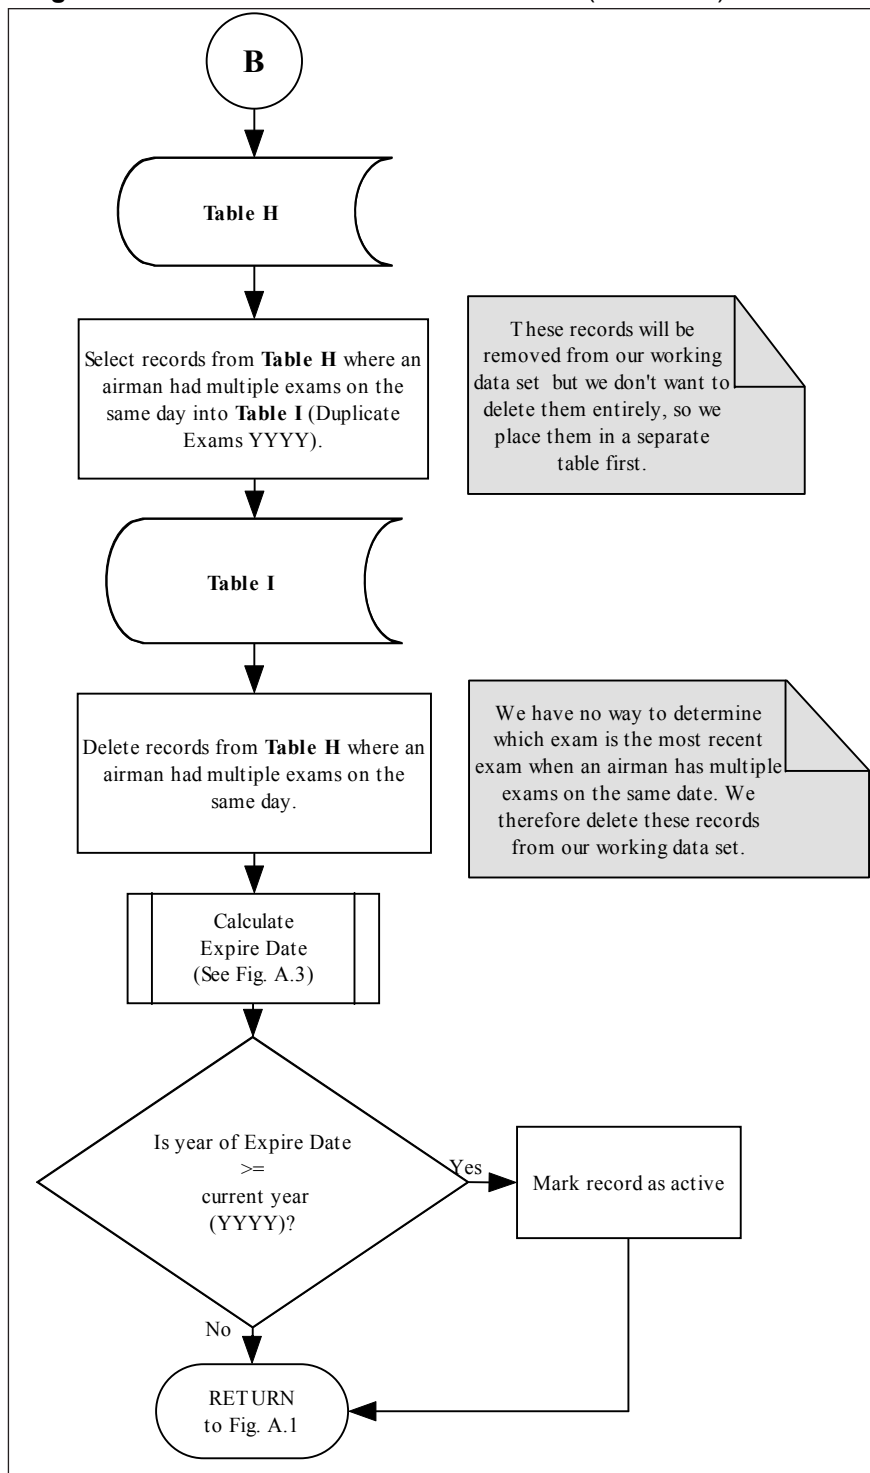 B
Table H
Select records from Table H where an
airman had multiple exams on the
same day into Table I (Duplicate
Exams YYYY).
These records will be
removed from our working
data set but we don't want to
delete them entirely, so we
place them in a separate
table first.
Table I
Delete records from Table H where an
airman had multiple exams on the
same day.
We have no way to determine
which exam is the most recent
exam when an airman has multiple
exams on the same date. We
therefore delete these records
from our working data set.
Calculate
Expire Date
(See Fig. A.3)
Is year of Expire Date
>=
current year
(YYYY)?
Yes
Mark record as active
No
RETURN
to Fig. A.1